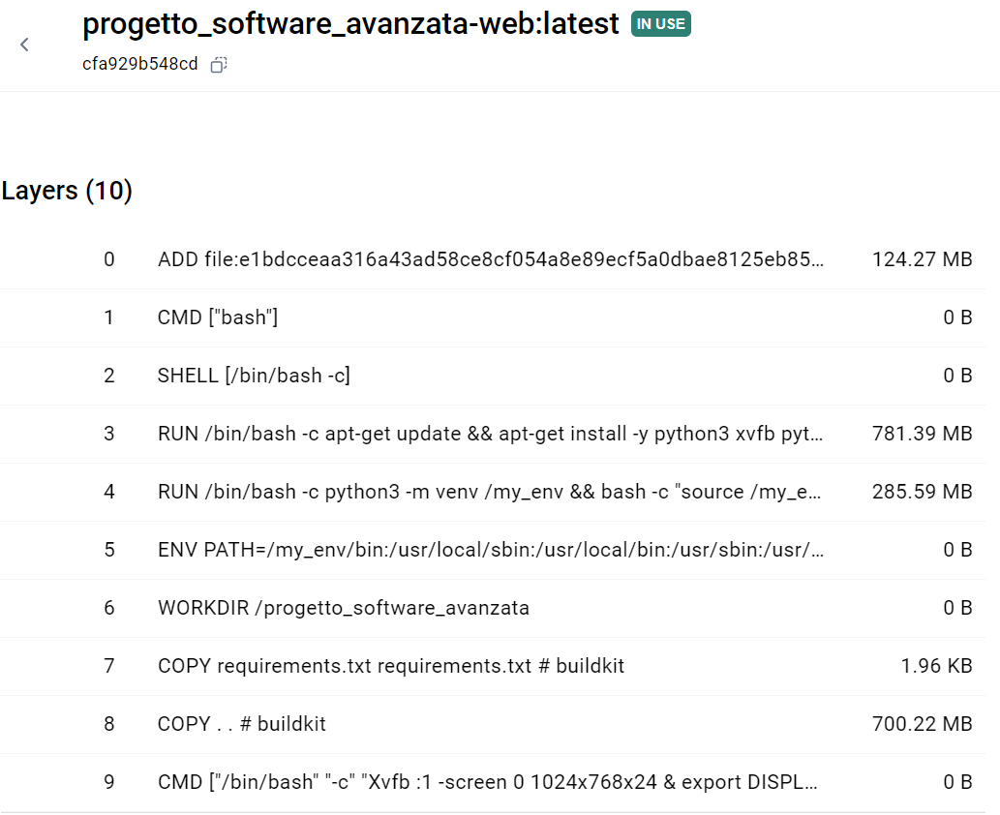 progetto_software_avanzata-web:latest IN USE
cfa929b548cd
Layers (10)
0 ADD file:e1bdcceaa316a43ad58ce8cf054a8e89ecf5a0dbae8125eb85... 124.27 MB
1 CMD ["bash"] 0 B
2 SHELL [/bin/bash -c] 0 B
3 RUN /bin/bash -c apt-get update && apt-get install -y python3 xvfb pyt... 781.39 MB
4 RUN /bin/bash -c python3 -m venv /my_env && bash -c "source /my_e... 285.59 MB
5 ENV PATH=/my_env/bin:/usr/local/sbin:/usr/local/bin:/usr/sbin:/usr/... 0 B
6 WORKDIR /progetto_software_avanzata 0 B
7 COPY requirements.txt requirements.txt # buildkit 1.96 KB
8 COPY . . # buildkit 700.22 MB
9 CMD ["/bin/bash" "-c" "Xvfb :1 -screen 0 1024x768x24 & export DISPL... 0 B